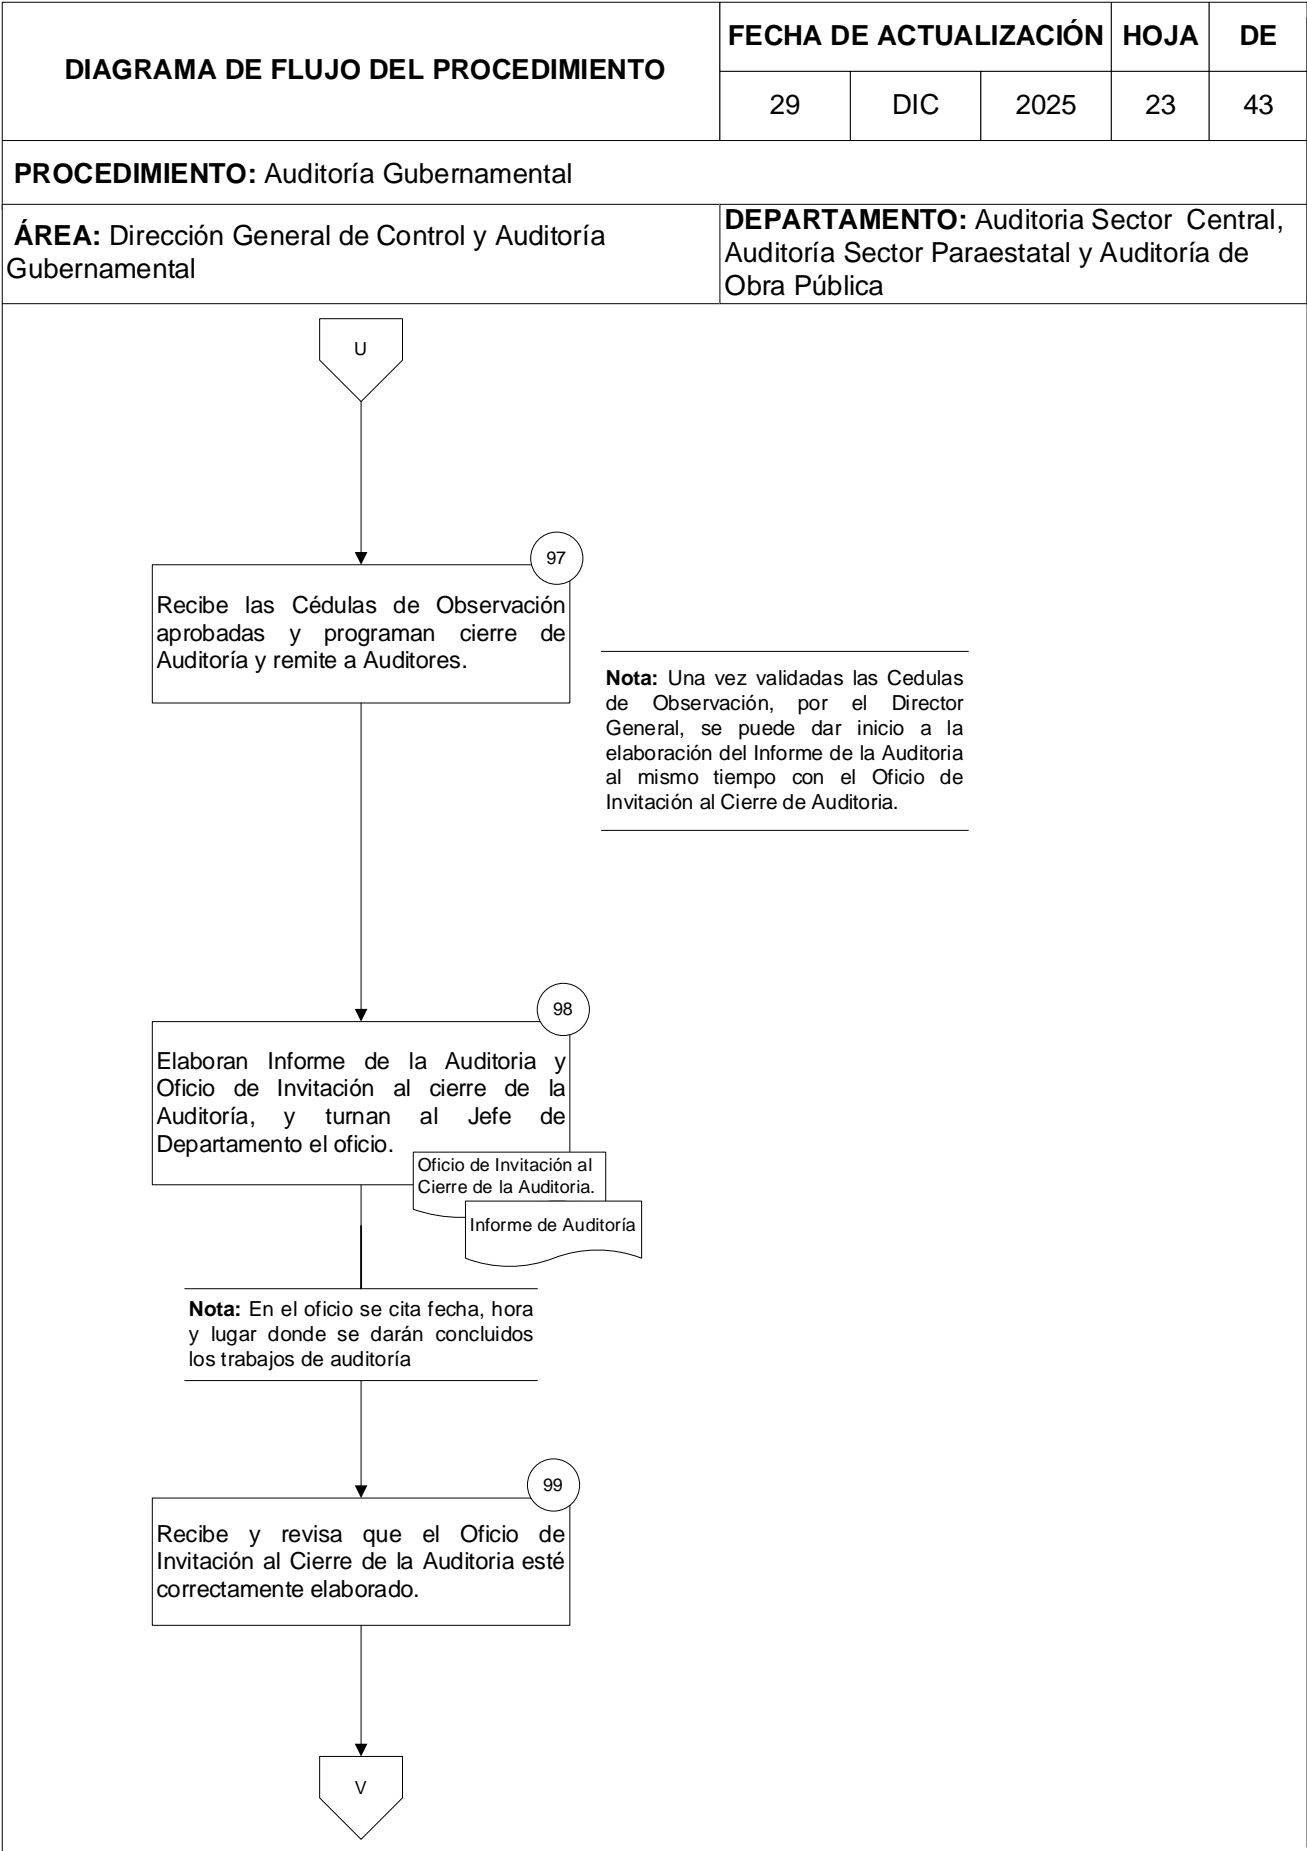 DIAGRAMA DE FLUJO DEL PROCEDIMIENTO
FECHA DE ACTUALIZACIÓN
HOJA
DE
29
DIC
2025
23
43
PROCEDIMIENTO: Auditoría Gubernamental
ÁREA: Dirección General de Control y Auditoría
Gubernamental
DEPARTAMENTO: Auditoria Sector Central,
Auditoría Sector Paraestatal y Auditoría de
Obra Pública
U
97
Recibe las Cédulas de Observación
aprobadas y programan cierre de
Auditoría y remite a Auditores.
Nota: Una vez validadas las Cedulas
de Observación, por el Director
General, se puede dar inicio a la
elaboración del Informe de la Auditoria
al mismo tiempo con el Oficio de
Invitación al Cierre de Auditoria.
98
Elaboran Informe de la Auditoria y
Oficio de Invitación al cierre de la
Auditoría, y turnan al Jefe de
Departamento el oficio.
Oficio de Invitación al
Cierre de la Auditoria.
Informe de Auditoría
Nota: En el oficio se cita fecha, hora
y lugar donde se darán concluidos
los trabajos de auditoría
99
Recibe y revisa que el Oficio de
Invitación al Cierre de la Auditoria esté
correctamente elaborado.
V